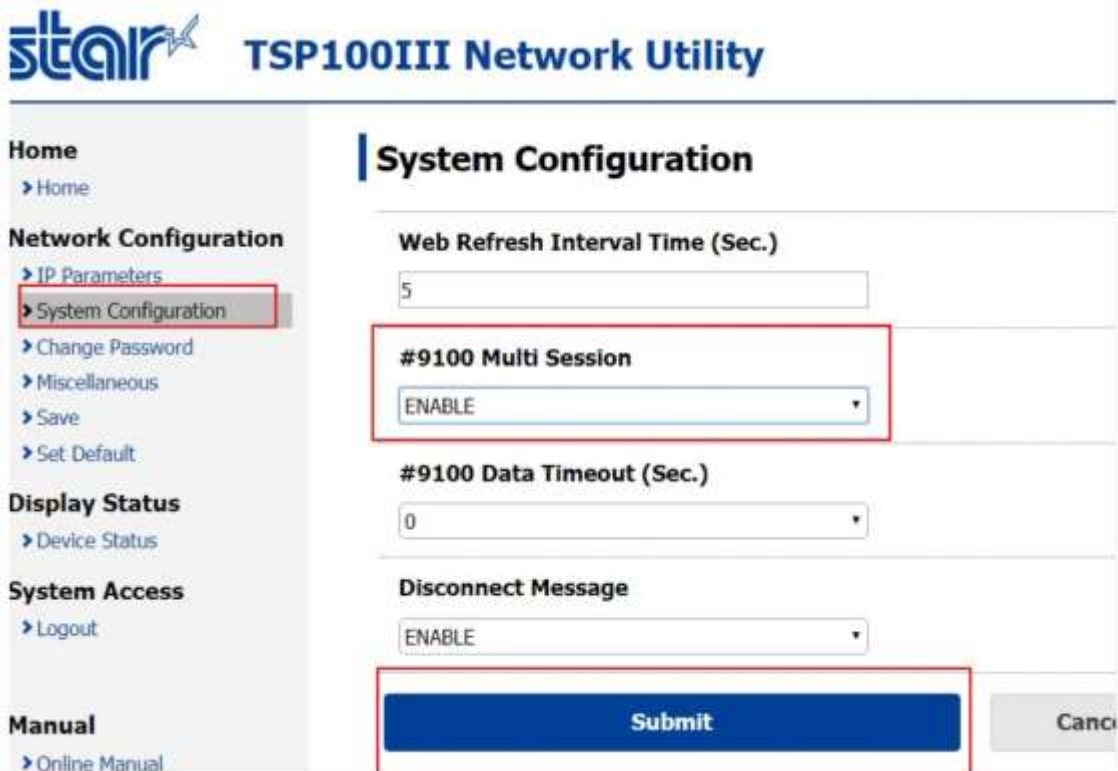 star
TSP100III Network Utility
Home
Home
Network Configuration
IP Parameters
System Configuration
Change Password
Miscellaneous
Save
Set Default
Display Status
Device Status
System Access
Logout
Manual
Online Manual
System Configuration
Web Refresh Interval Time (Sec.)
5
#9100 Multi Session
ENABLE
#9100 Data Timeout (Sec.)
0
Disconnect Message
ENABLE
Submit